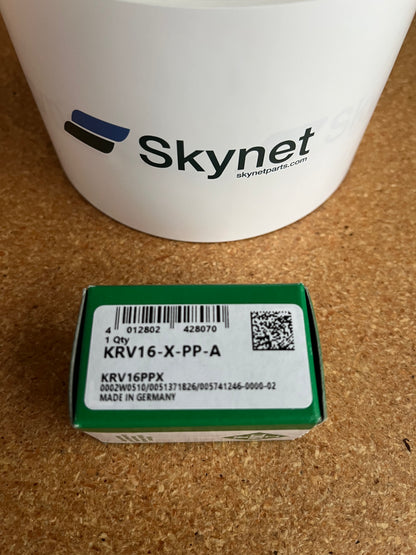 Skynet
skynetparts.com
4 012802 428070
1 Qty
KRV16-X-PP-A
KRV16PPX
0002W0510/0051371826/005741246-0000-02
MADE IN GERMANY